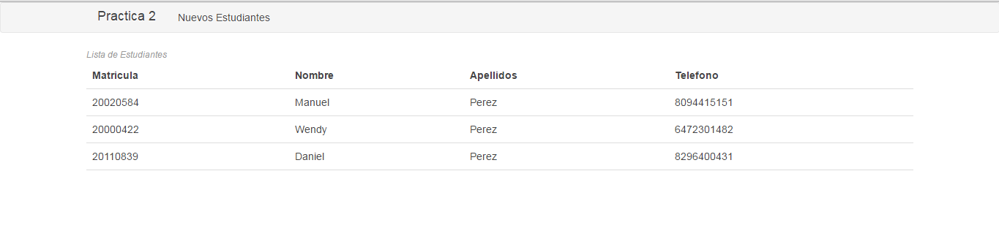 Practica 2 Nuevos Estudiantes
Lista de Estudiantes
Matricula Nombre Apellidos Telefono
20020584 Manuel Perez 8094415151
20000422 Wendy Perez 6472301482
20110839 Daniel Perez 8296400431